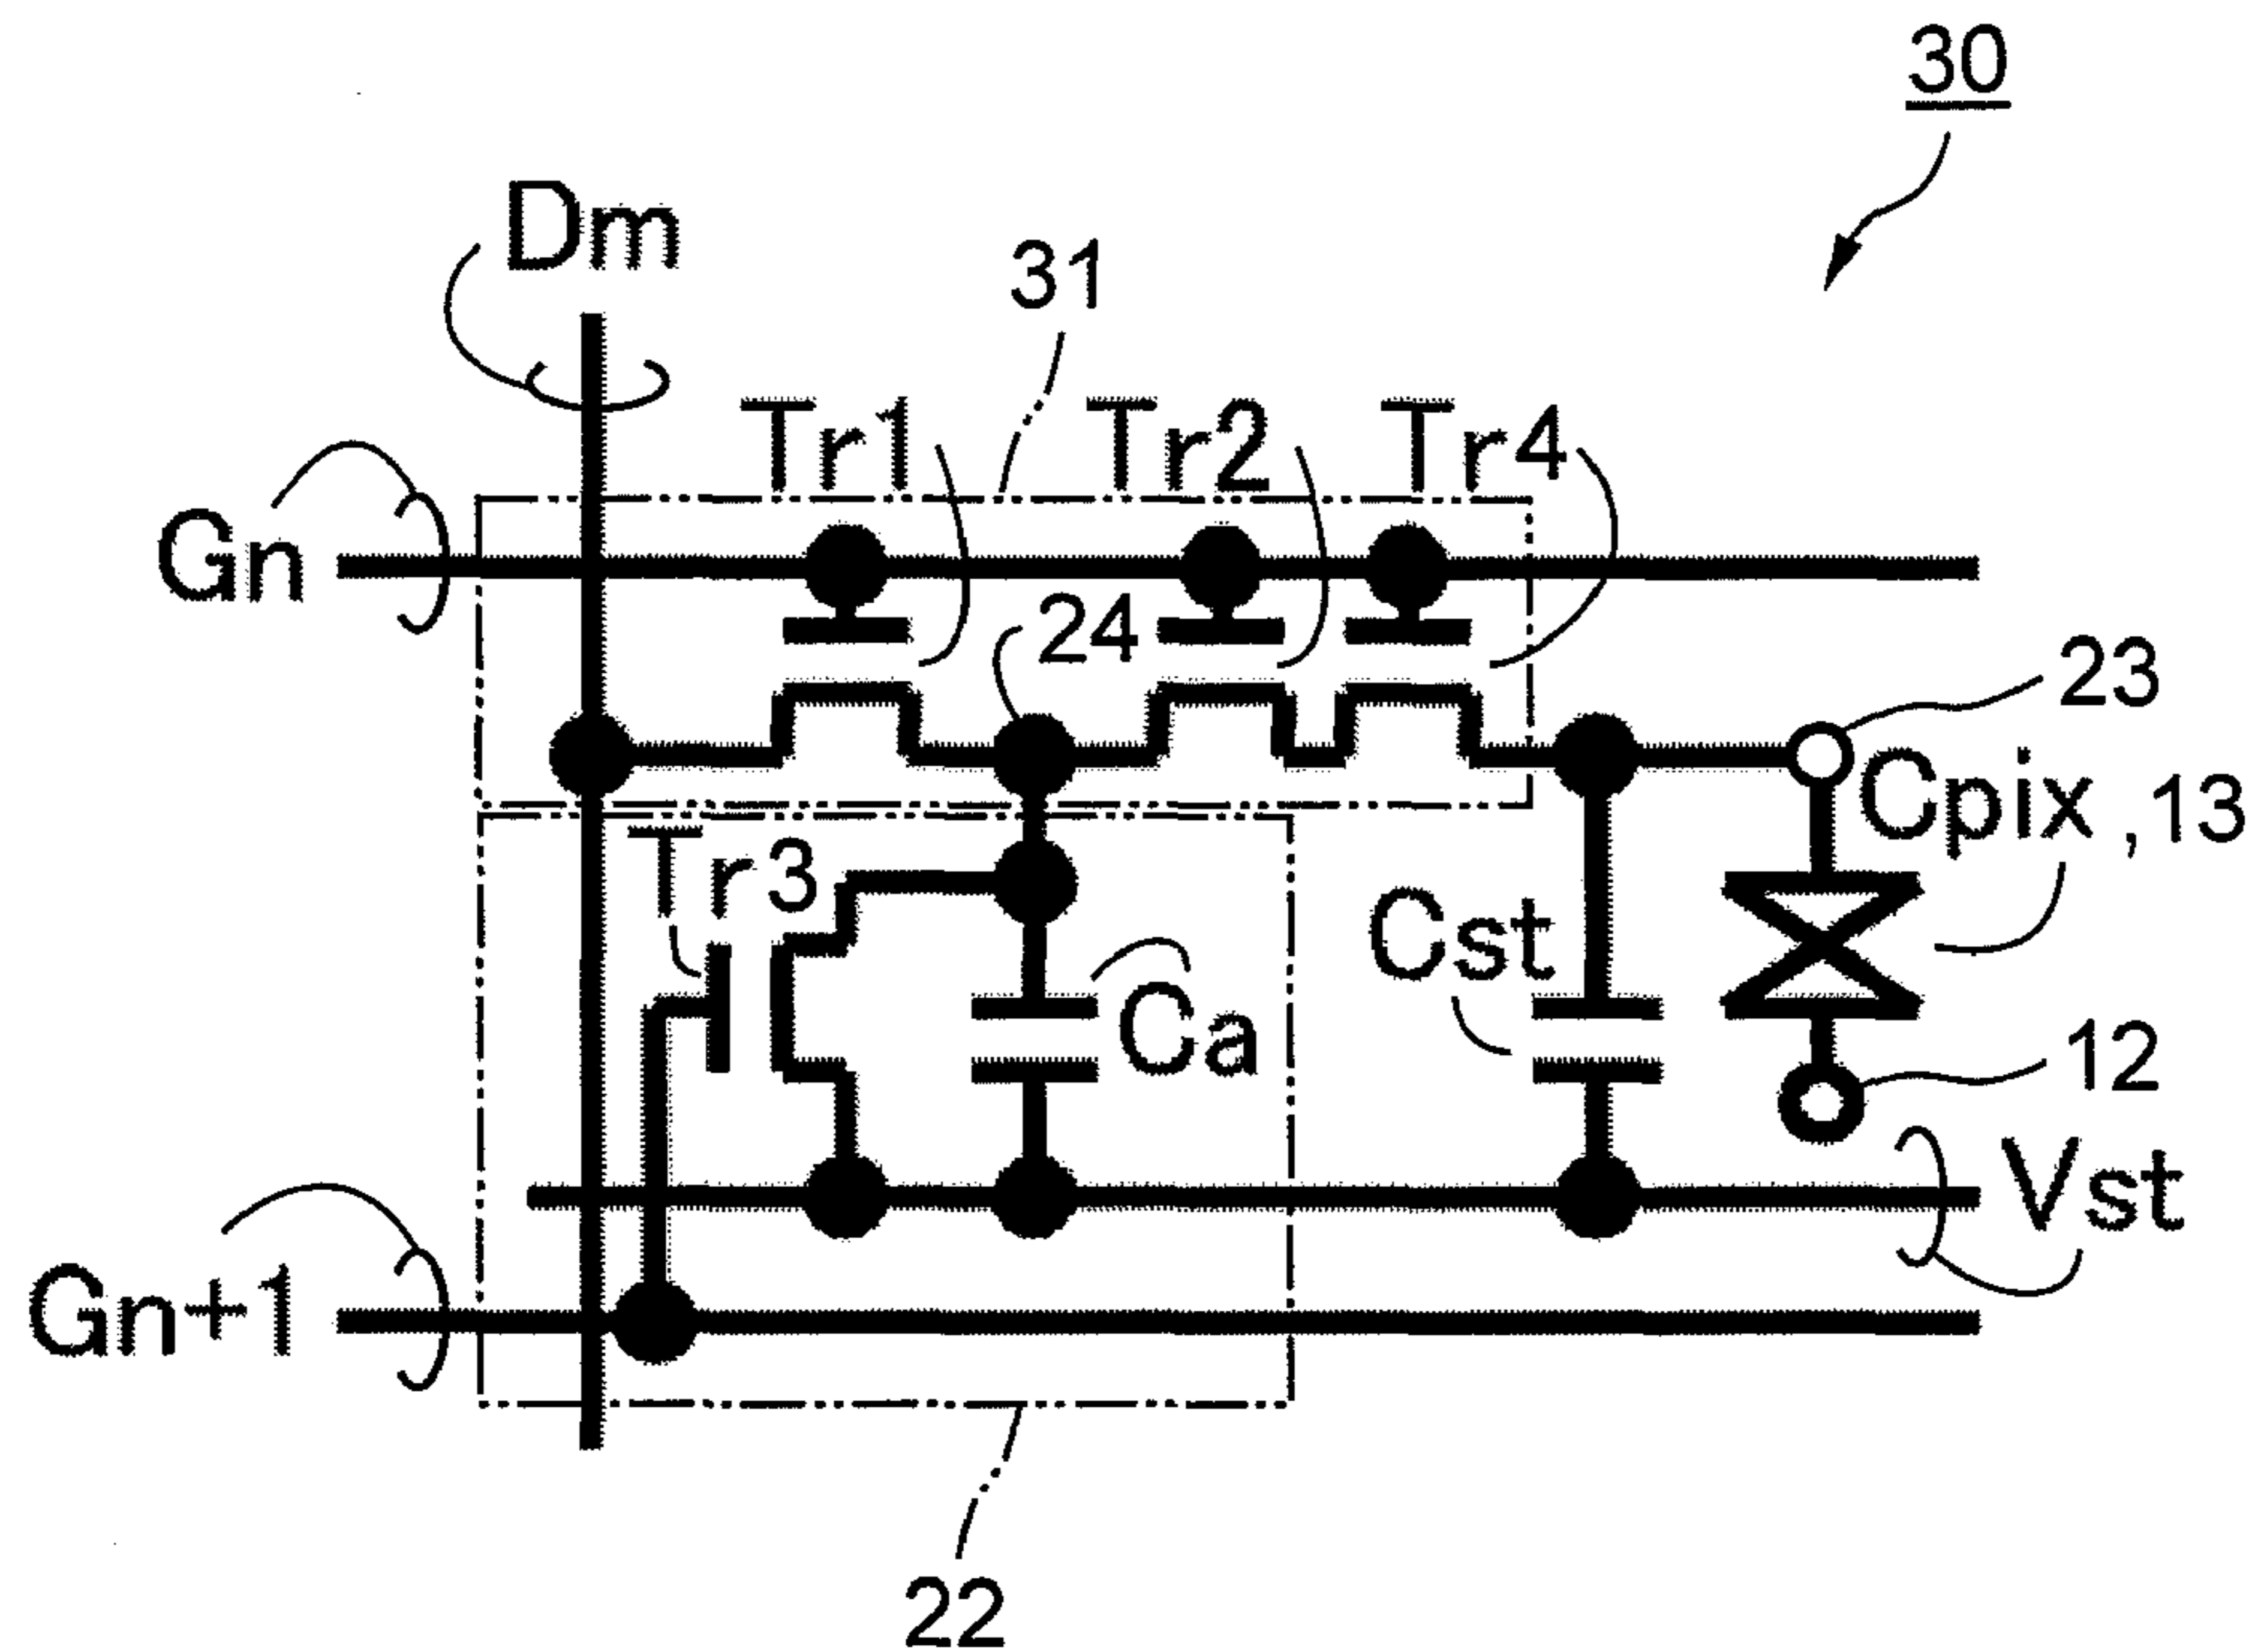 30
Dm
31
Tr1 Tr2 Tr4
Gn
24
23
Cpix,13
Tr3
Cst
Ca
12
Vst
Gn+1
22